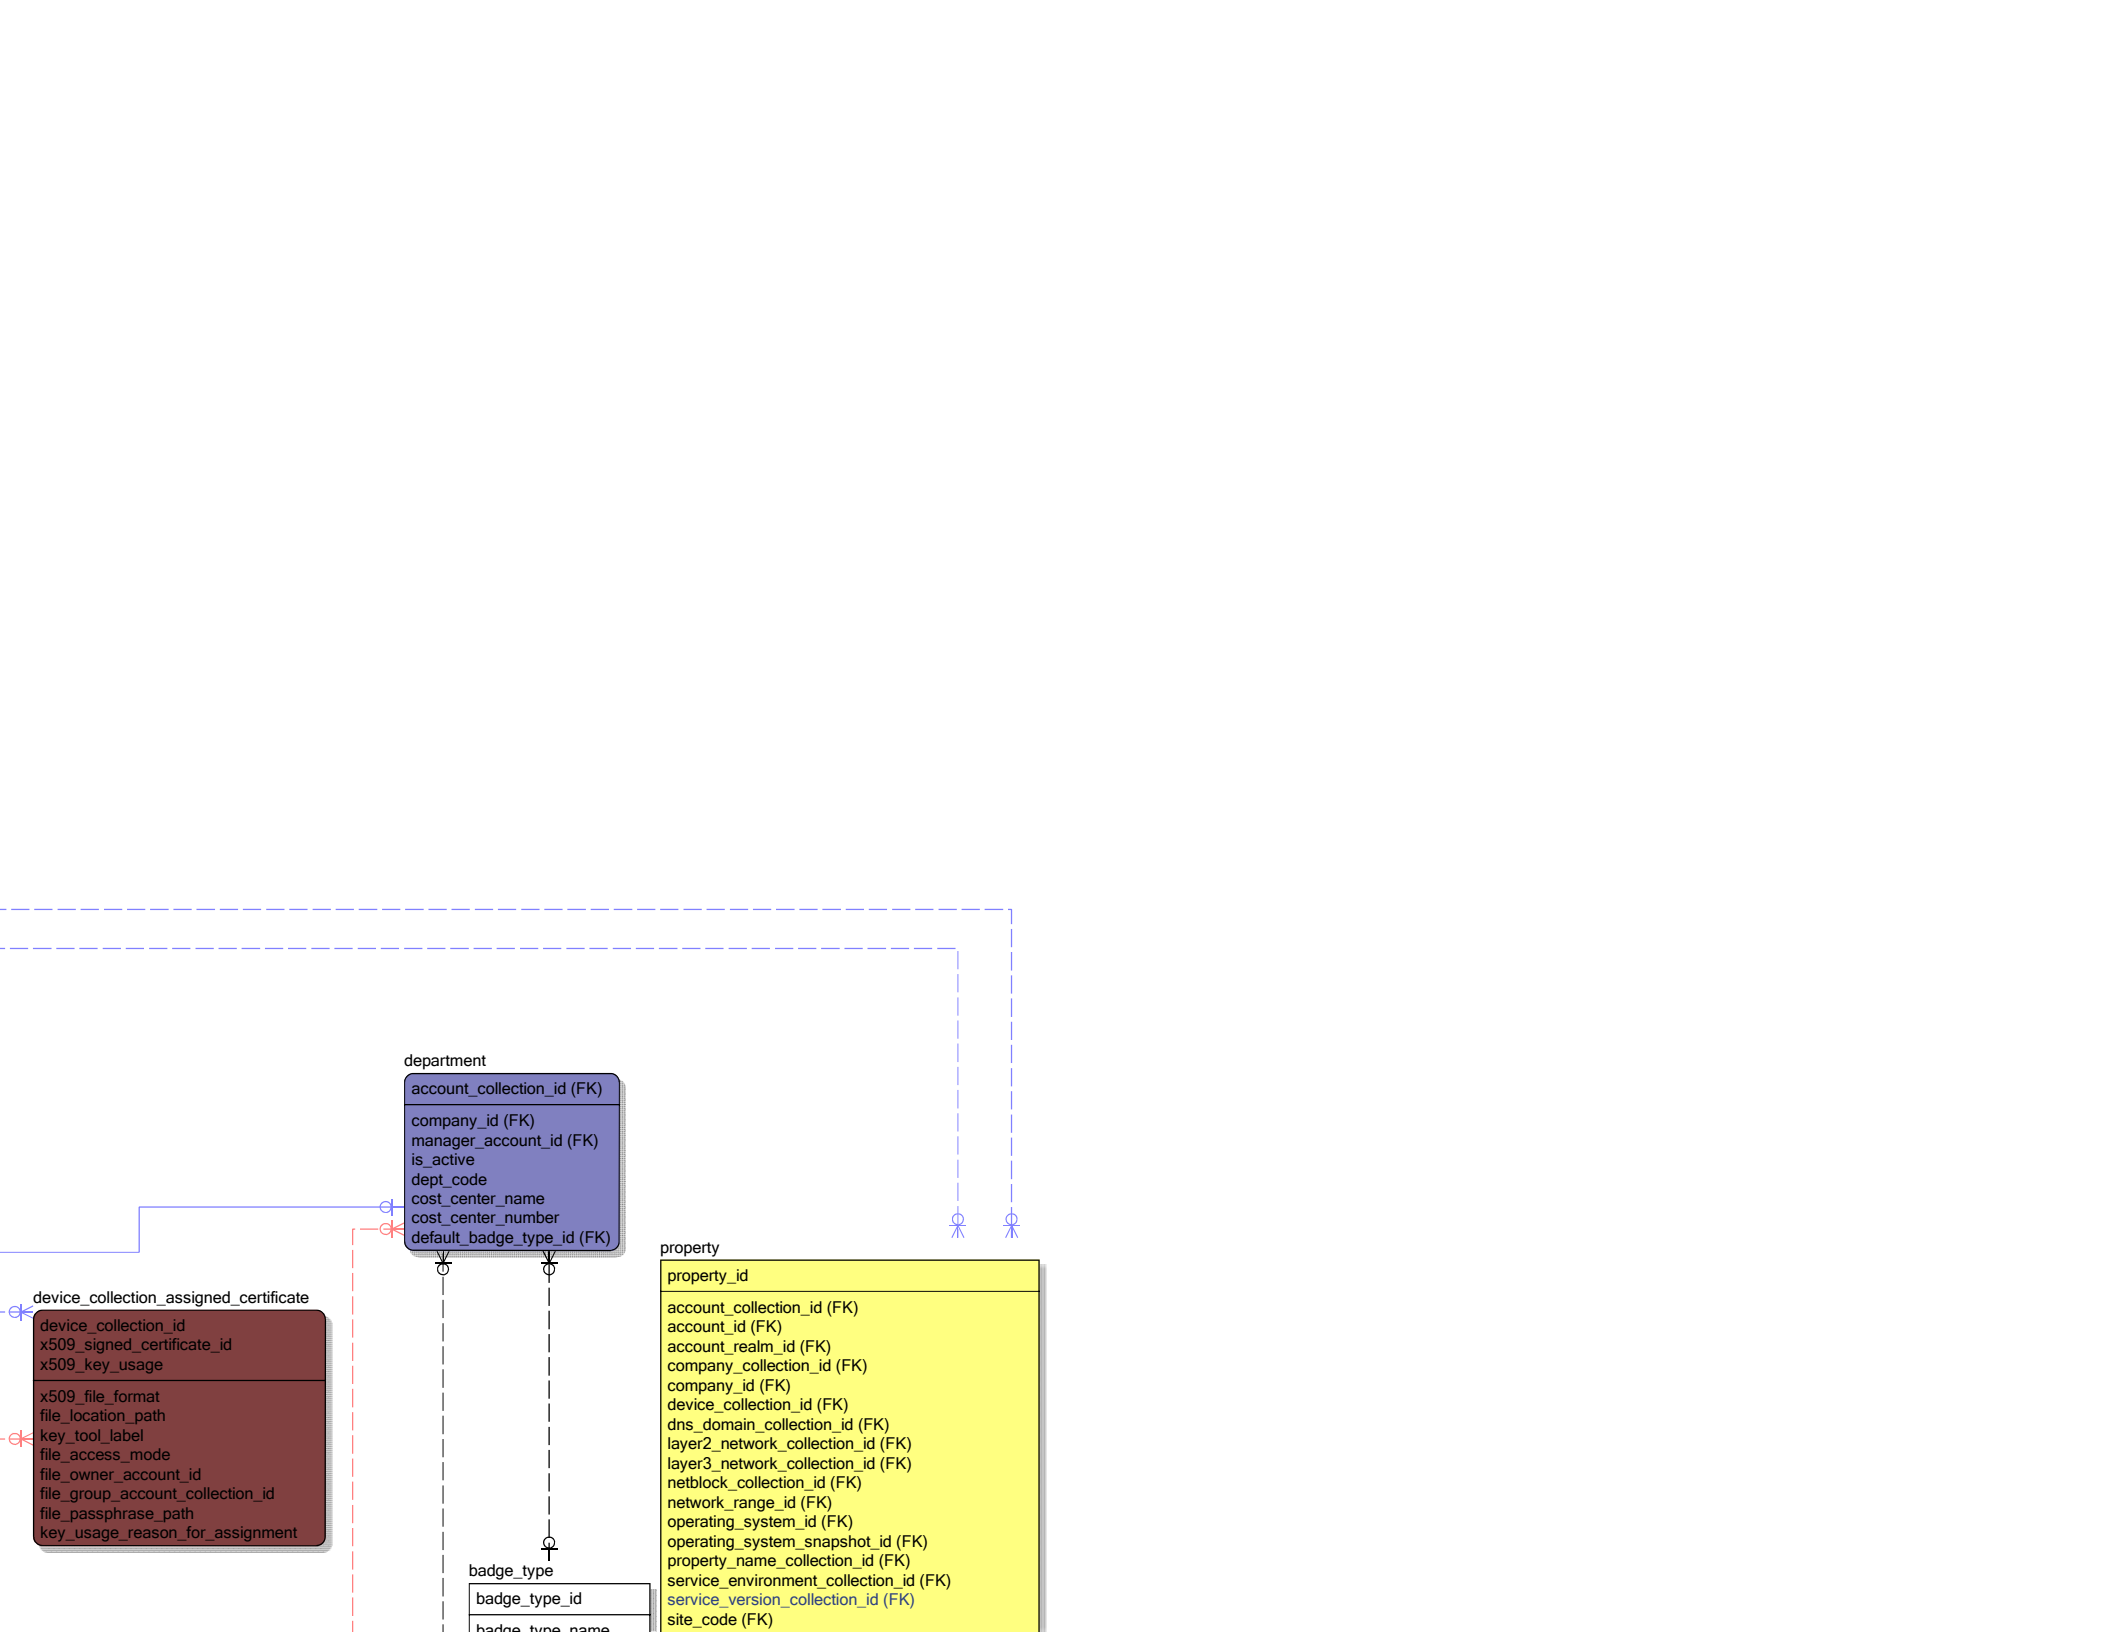 department
account_collection_id (FK)
company_id (FK)
manager_account_id (FK)
is_active
dept_code
cost_center_name
cost_center_number
default_badge_type_id (FK)
device_collection_assigned_certificate
device_collection_id
x509_signed_certificate_id
x509_key_usage
x509_file_format
file_location_path
key_tool_label
file_access_mode
file_owner_account_id
file_group_account_collection_id
file_passphrase_path
key_usage_reason_for_assignment
badge_type
badge_type_id
badge_type_name
property
property_id
account_collection_id (FK)
account_id (FK)
account_realm_id (FK)
company_collection_id (FK)
company_id (FK)
device_collection_id (FK)
dns_domain_collection_id (FK)
layer2_network_collection_id (FK)
layer3_network_collection_id (FK)
netblock_collection_id (FK)
network_range_id (FK)
operating_system_id (FK)
operating_system_snapshot_id (FK)
property_name_collection_id (FK)
service_environment_collection_id (FK)
service_version_collection_id (FK)
site_code (FK)